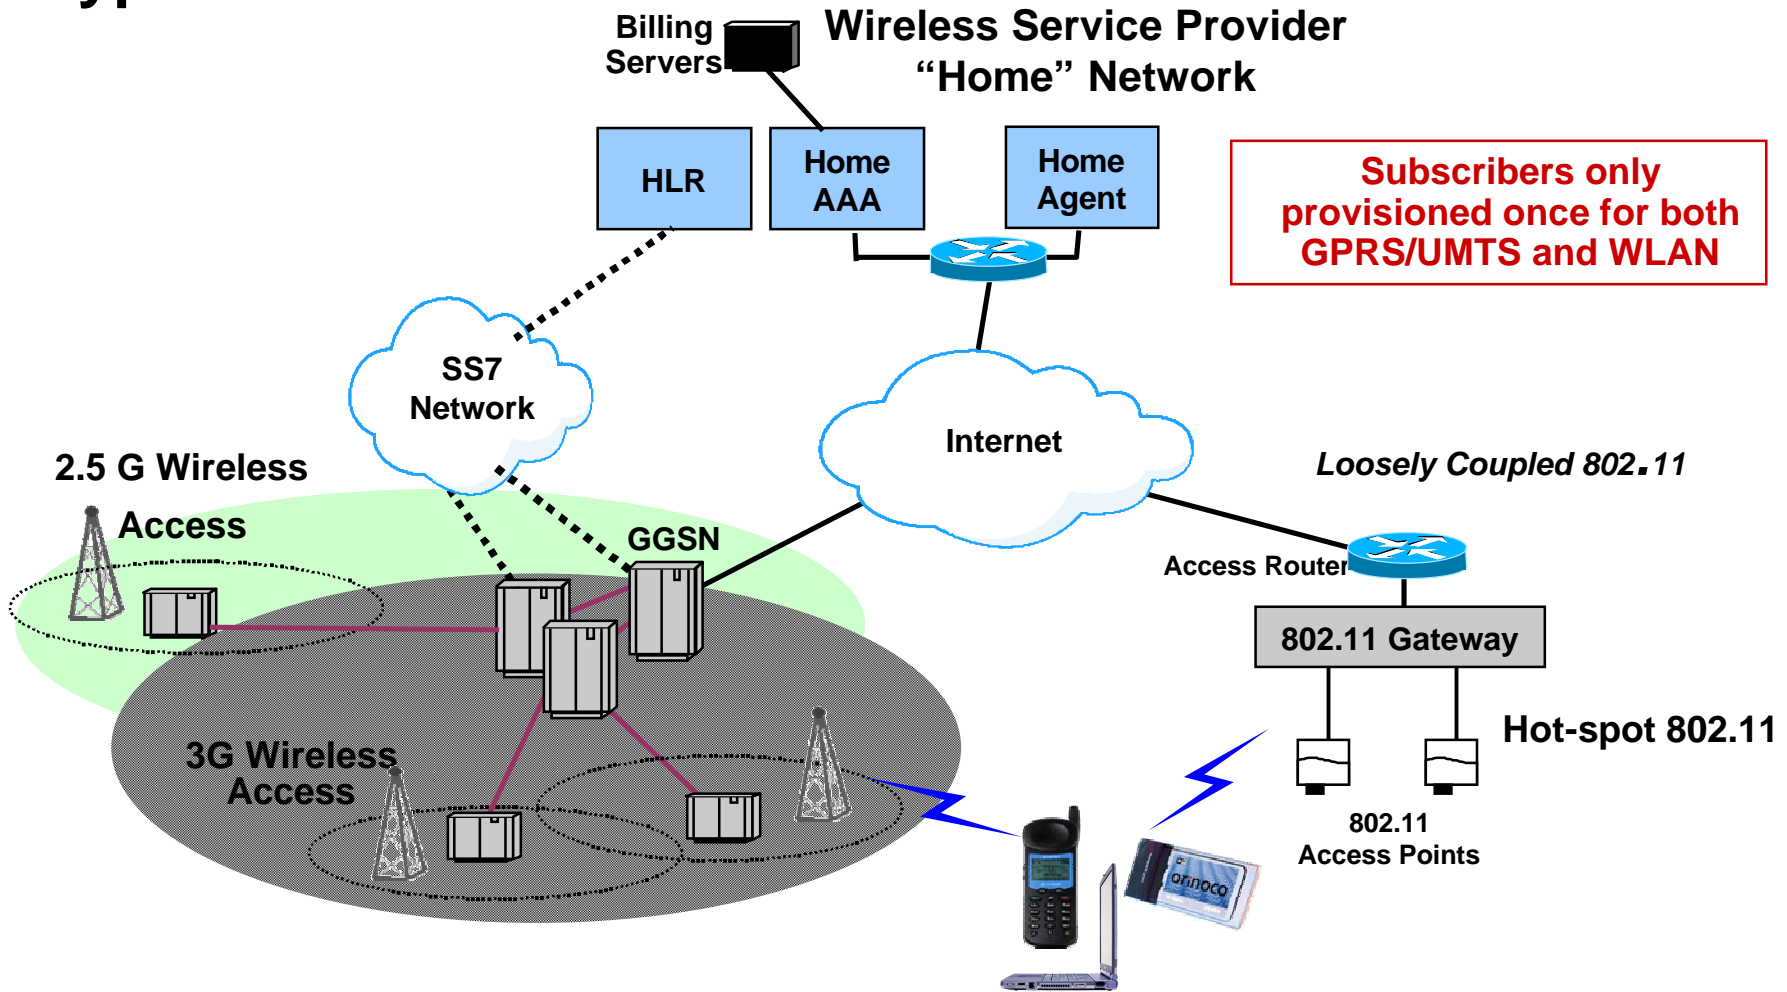 Billing
Servers
Wireless Service Provider
“Home” Network
HLR
Home
AAA
Home
Agent
Subscribers only
provisioned once for both
GPRS/UMTS and WLAN
SS7
Network
Internet
2.5 G Wireless
Access
Loosely Coupled 802.11
GGSN
Access Router
802.11 Gateway
3G Wireless
Access
Hot-spot 802.11
802.11
Access Points
orinoco